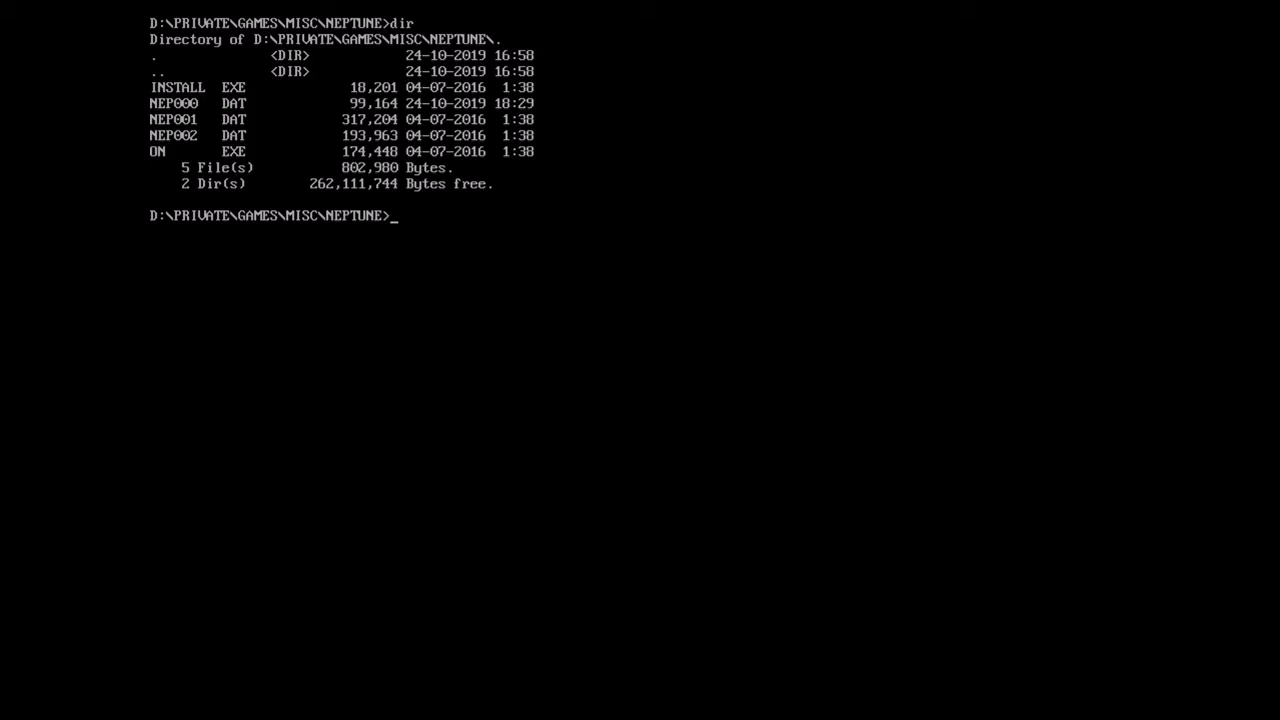 D:\PRIVATE\GAMES\MISC\NEPTUNE>dir
Directory of D:\PRIVATE\GAMES\MISC\NEPTUNE\.
.              <DIR>            24-10-2019 16:58
..             <DIR>            24-10-2019 16:58
INSTALL  EXE             18,201 04-07-2016  1:38
NEP000   DAT             99,164 24-10-2019 18:29
NEP001   DAT            317,204 04-07-2016  1:38
NEP002   DAT            193,963 04-07-2016  1:38
ON       EXE            174,448 04-07-2016  1:38
    5 File(s)           802,980 Bytes.
    2 Dir(s)        262,111,744 Bytes free.
D:\PRIVATE\GAMES\MISC\NEPTUNE>_